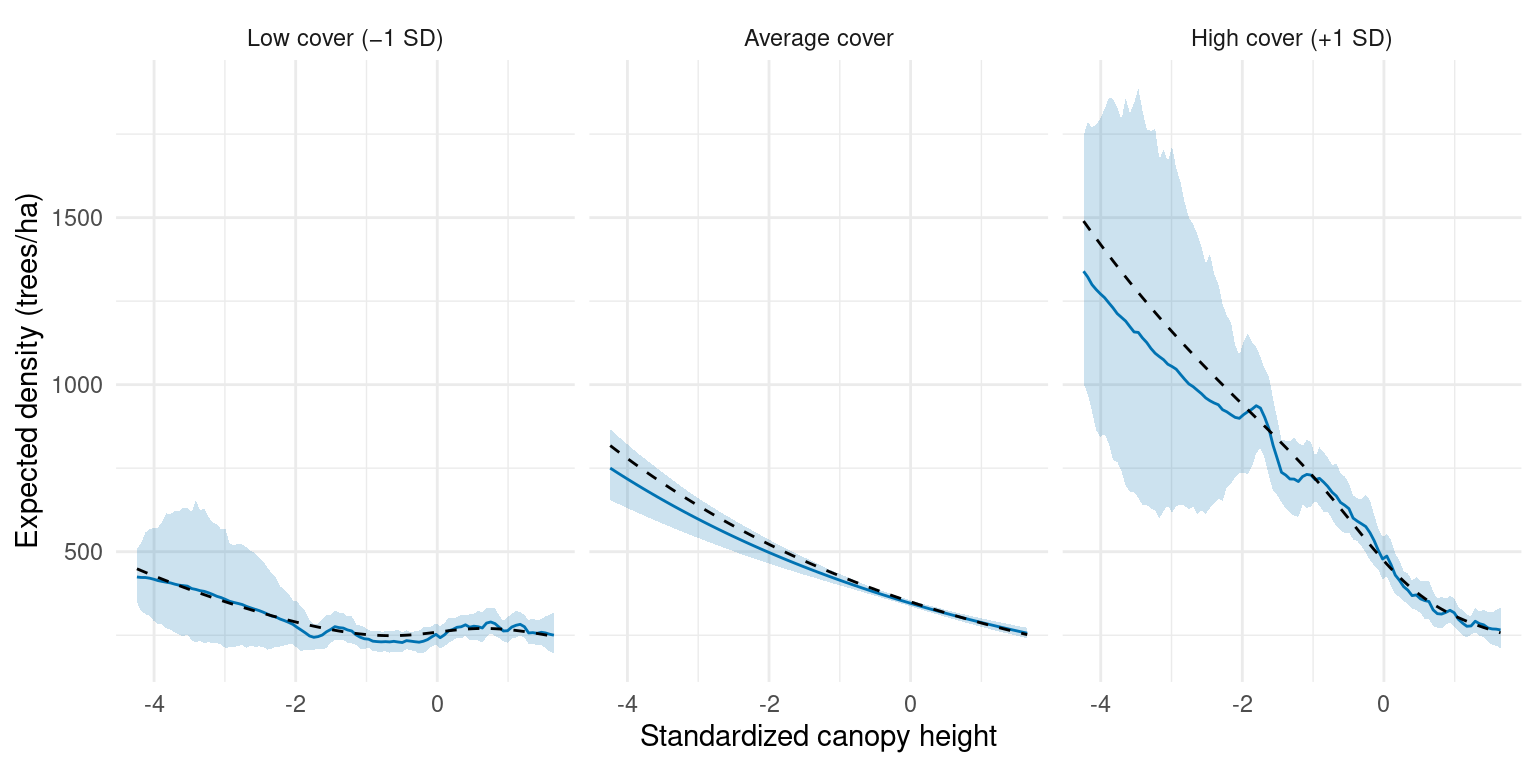 Low cover (−1 SD)
Average cover
High cover (+1 SD)
Expected density (trees/ha)
1500
1000
500
-4 -2 0
-4 -2 0
-4 -2 0
Standardized canopy height